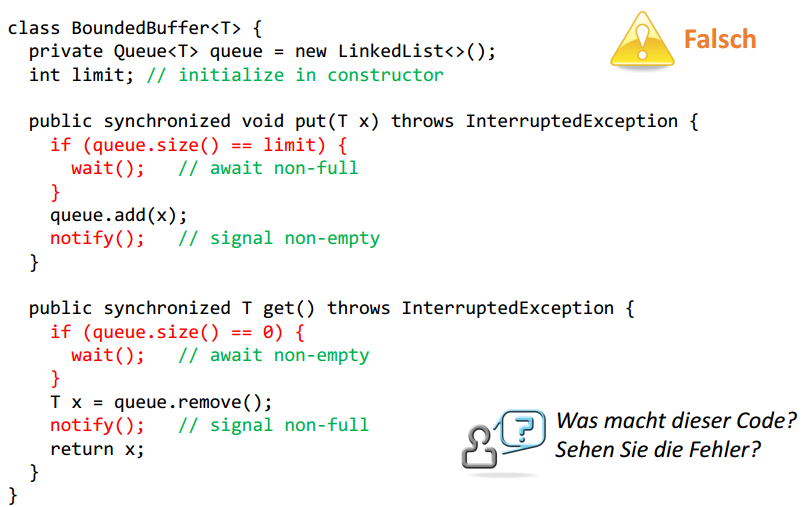 class BoundedBuffer<T> {
  private Queue<T> queue = new LinkedList<>();
  int limit; // initialize in constructor

  public synchronized void put(T x) throws InterruptedException {
    if (queue.size() == limit) {
      wait();   // await non-full
    }
    queue.add(x);
    notify();   // signal non-empty
  }

  public synchronized T get() throws InterruptedException {
    if (queue.size() == 0) {
      wait();   // await non-empty
    }
    T x = queue.remove();
    notify();   // signal non-full
    return x;
  }
}
Falsch
Was macht dieser Code?
Sehen Sie die Fehler?